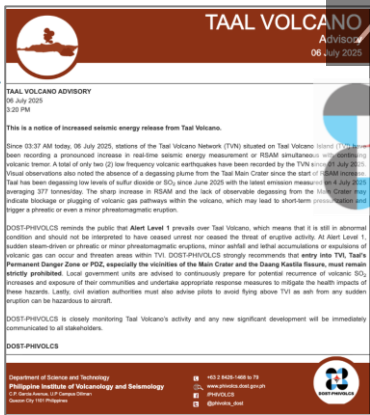 TAAL VOLCANO
Advisory
06 July 2025
TAAL VOLCANO ADVISORY
06 July 2025
3:20 PM
This is a notice of increased seismic energy release from Taal Volcano.
Since 03:37 AM today, 06 July 2025, stations of the Taal Volcano Network (TVN) situated on Taal Volcano Island (TVI) have
been recording a pronounced increase in real-time seismic energy measurement or RSAM simultaneous with continuing
volcanic tremor. A total of only two (2) low frequency volcanic earthquakes have been recorded by the TVN since 01 July 2025.
Visual observations also noted the absence of a degassing plume from the Taal Main Crater since the start of RSAM increase.
Taal has been degassing low levels of sulfur dioxide or SO2 since June 2025 with the latest emission measured on 4 July 2025
averaging 377 tonnes/day. The sharp increase in RSAM and the lack of observable degassing from the Main Crater may
indicate blockage or plugging of volcanic gas pathways within the volcano, which may lead to short-term pressurization and
trigger a phreatic or even a minor phreatomagmatic eruption.
DOST-PHIVOLCS reminds the public that Alert Level 1 prevails over Taal Volcano, which means that it is still in abnormal
condition and should not be interpreted to have ceased unrest nor ceased the threat of eruptive activity. At Alert Level 1,
sudden steam-driven or phreatic or minor phreatomagmatic eruptions, minor ashfall and lethal accumulations or expulsions of
volcanic gas can occur and threaten areas within TVI. DOST-PHIVOLCS strongly recommends that entry into TVI, Taal's
Permanent Danger Zone or PDZ, especially the vicinities of the Main Crater and the Daang Kastila fissure, must remain
strictly prohibited. Local government units are advised to continuously prepare for potential recurrence of volcanic SO2
increases and exposure of their communities and undertake appropriate response measures to mitigate the health impacts of
these hazards. Lastly, civil aviation authorities must also advise pilots to avoid flying above TVI as ash from any sudden
eruption can be hazardous to aircraft.
DOST-PHIVOLCS is closely monitoring Taal Volcano's activity and any new significant development will be immediately
communicated to all stakeholders.
DOST-PHIVOLCS
Department of Science and Technology
Philippine Institute of Volcanology and Seismology
C.P. Garcia Avenue, U.P. Campus Diliman
Quezon City 1101 Philippines
+63 2 8426-1468 to 79
www.phivolcs.dost.gov.ph
/PHIVOLCS
@phivolcs_dost
DOST-PHIVOLCS